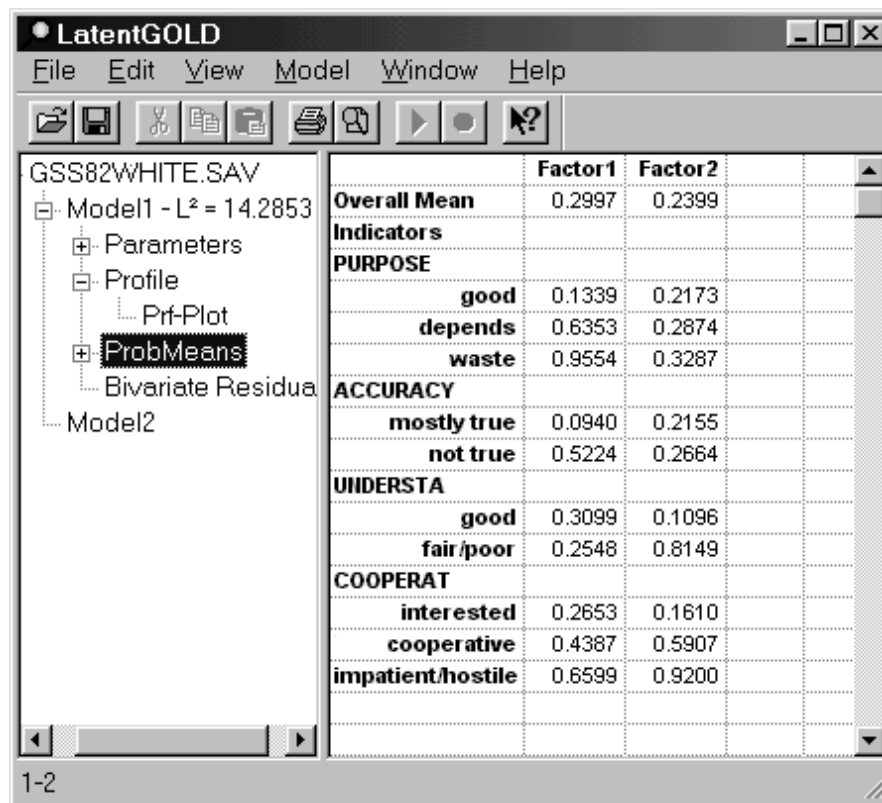 LatentGOLD
File Edit View Model Window Help
GSS82WHITE.SAV
Model1 - L² = 14.2853
Parameters
Profile
Prf-Plot
ProbMeans
Bivariate Residua
Model2
Factor1 Factor2
Overall Mean 0.2997 0.2399
Indicators
PURPOSE
good 0.1339 0.2173
depends 0.6353 0.2874
waste 0.9554 0.3287
ACCURACY
mostly true 0.0940 0.2155
not true 0.5224 0.2664
UNDERSTA
good 0.3099 0.1096
fair/poor 0.2548 0.8149
COOPERAT
interested 0.2653 0.1610
cooperative 0.4387 0.5907
impatient/hostile 0.6599 0.9200
1-2